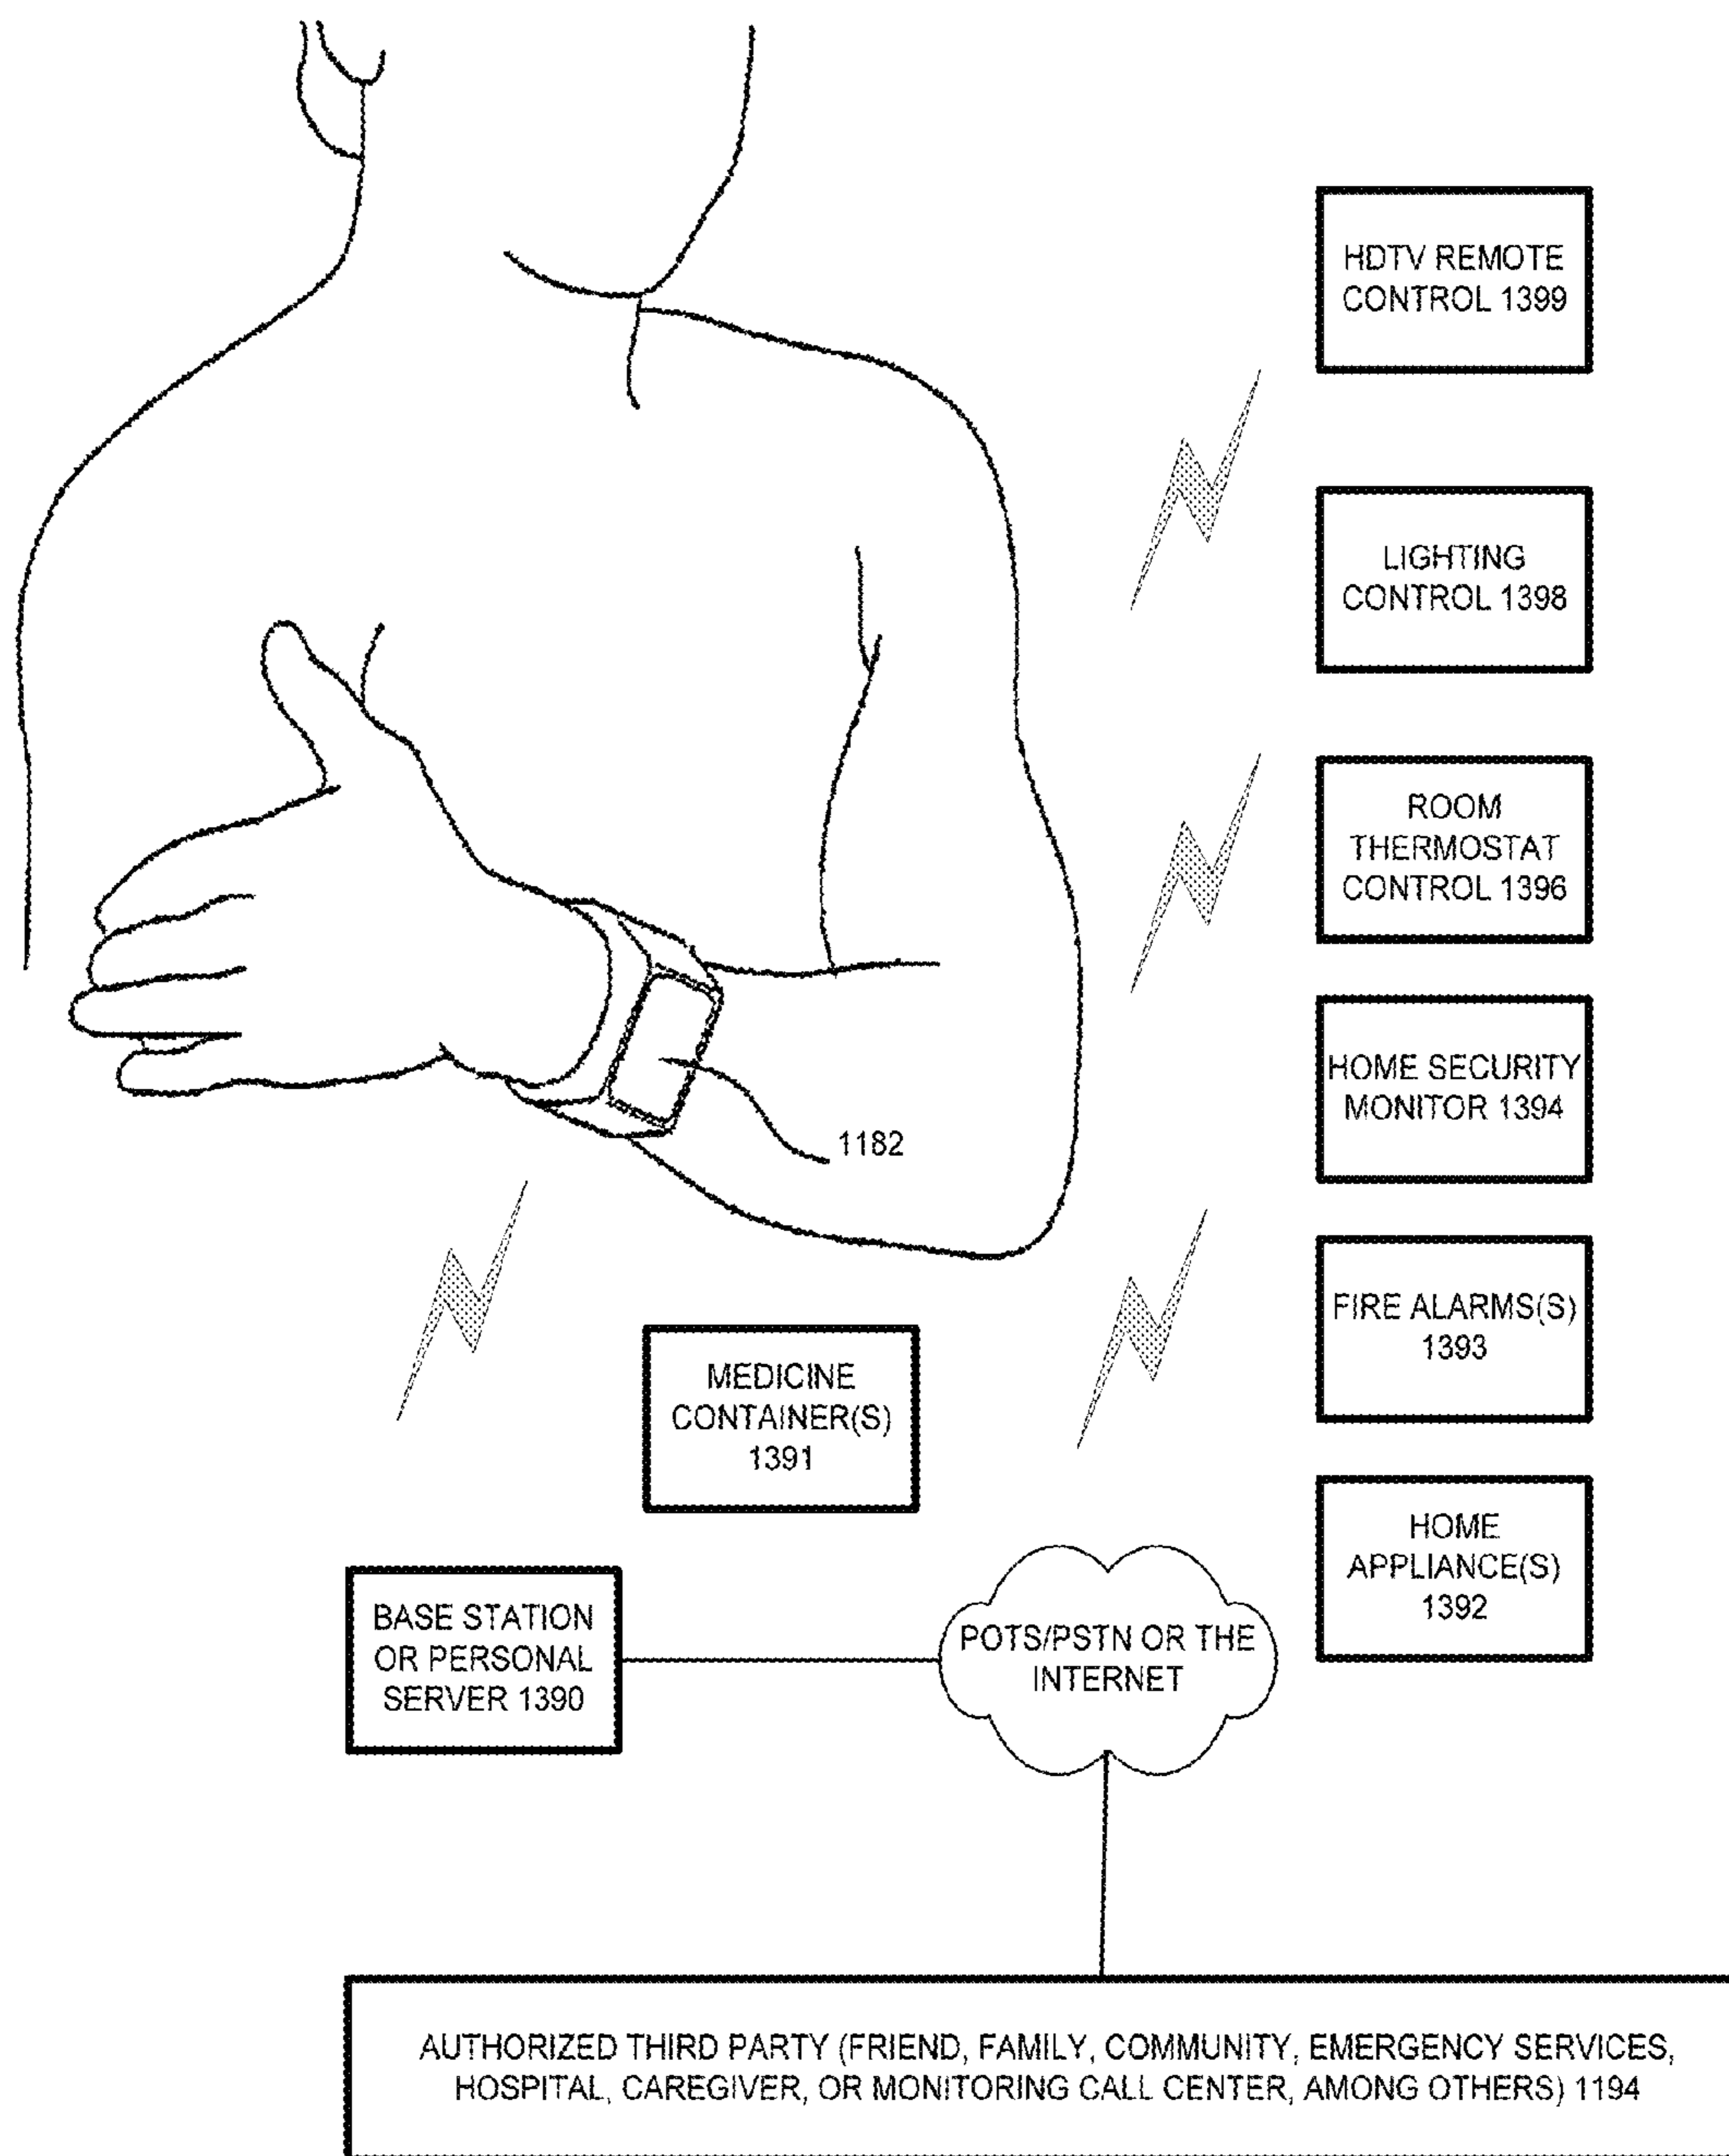 HDTV REMOTE
CONTROL 1399
LIGHTING
CONTROL 1398
ROOM
THERMOSTAT
CONTROL 1396
HOME SECURITY
MONITOR 1394
1182
FIRE ALARMS(S)
1393
MEDICINE
CONTAINER(S)
1391
HOME
APPLIANCE(S)
1392
BASE STATION
OR PERSONAL
SERVER 1390
POTS/PSTN OR THE
INTERNET
AUTHORIZED THIRD PARTY (FRIEND, FAMILY, COMMUNITY, EMERGENCY SERVICES,
HOSPITAL, CAREGIVER, OR MONITORING CALL CENTER, AMONG OTHERS) 1194